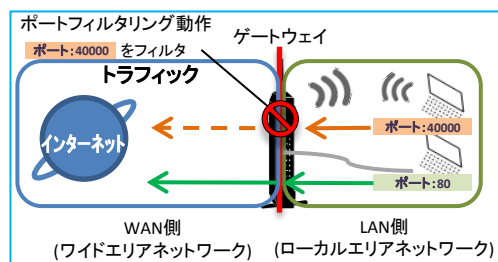 ポートフィルタリング動作
ポート:40000 をフィルタ
ゲートウェイ
トラフィック
インターネット
ポート:40000
ポート:80
WAN側
(ワイドエリアネットワーク)
LAN側
(ローカルエリアネットワーク)